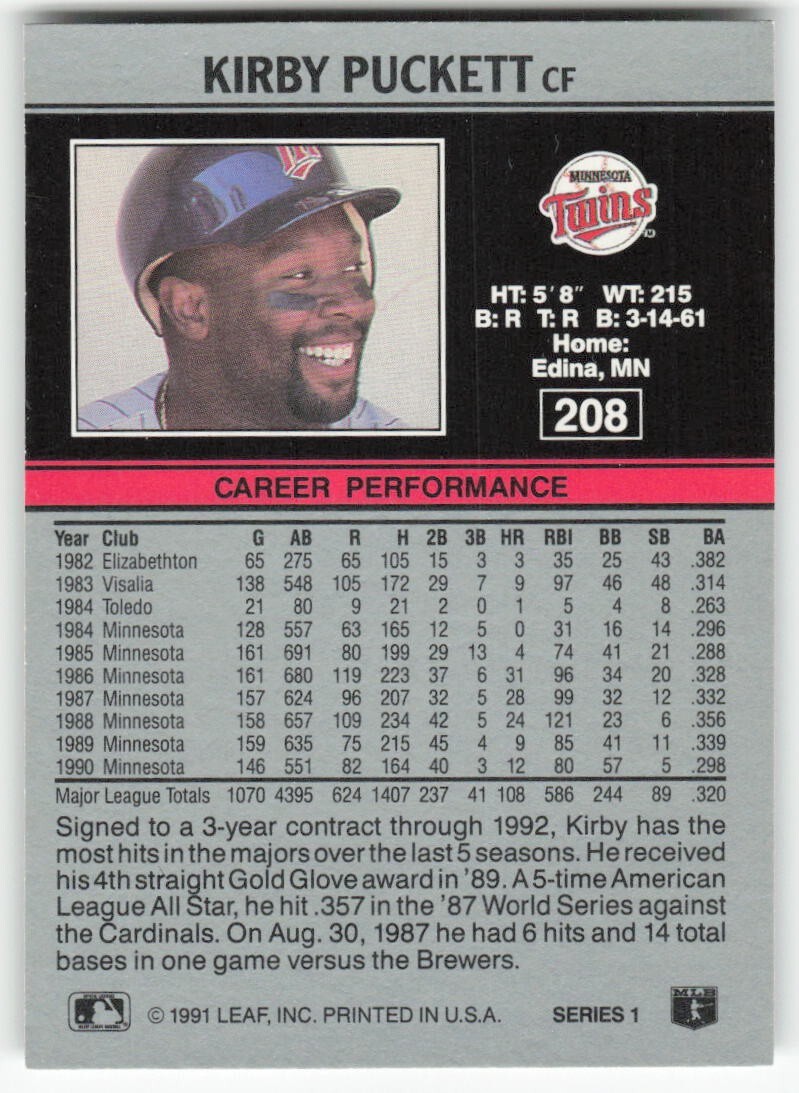 KIRBY PUCKETT CF
MINNESOTA
Twins
TM
HT: 5' 8" WT: 215
B: R T: R B: 3-14-61
Home:
Edina, MN
208
CAREER PERFORMANCE
Year Club G AB R H 2B 3B HR RBI BB SB BA
1982 Elizabethton 65 275 65 105 15 3 3 35 25 43 .382
1983 Visalia 138 548 105 172 29 7 9 97 46 48 .314
1984 Toledo 21 80 9 21 2 0 1 5 4 8 .263
1984 Minnesota 128 557 63 165 12 5 0 31 16 14 .296
1985 Minnesota 161 691 80 199 29 13 4 74 41 21 .288
1986 Minnesota 161 680 119 223 37 6 31 96 34 20 .328
1987 Minnesota 157 624 96 207 32 5 28 99 32 12 .332
1988 Minnesota 158 657 109 234 42 5 24 121 23 6 .356
1989 Minnesota 159 635 75 215 45 4 9 85 41 11 .339
1990 Minnesota 146 551 82 164 40 3 12 80 57 5 .298
Major League Totals 1070 4395 624 1407 237 41 108 586 244 89 .320
Signed to a 3-year contract through 1992, Kirby has the
most hits in the majors over the last 5 seasons. He received
his 4th straight Gold Glove award in '89. A 5-time American
League All Star, he hit .357 in the '87 World Series against
the Cardinals. On Aug. 30, 1987 he had 6 hits and 14 total
bases in one game versus the Brewers.
© 1991 LEAF, INC. PRINTED IN U.S.A. SERIES 1
MLB